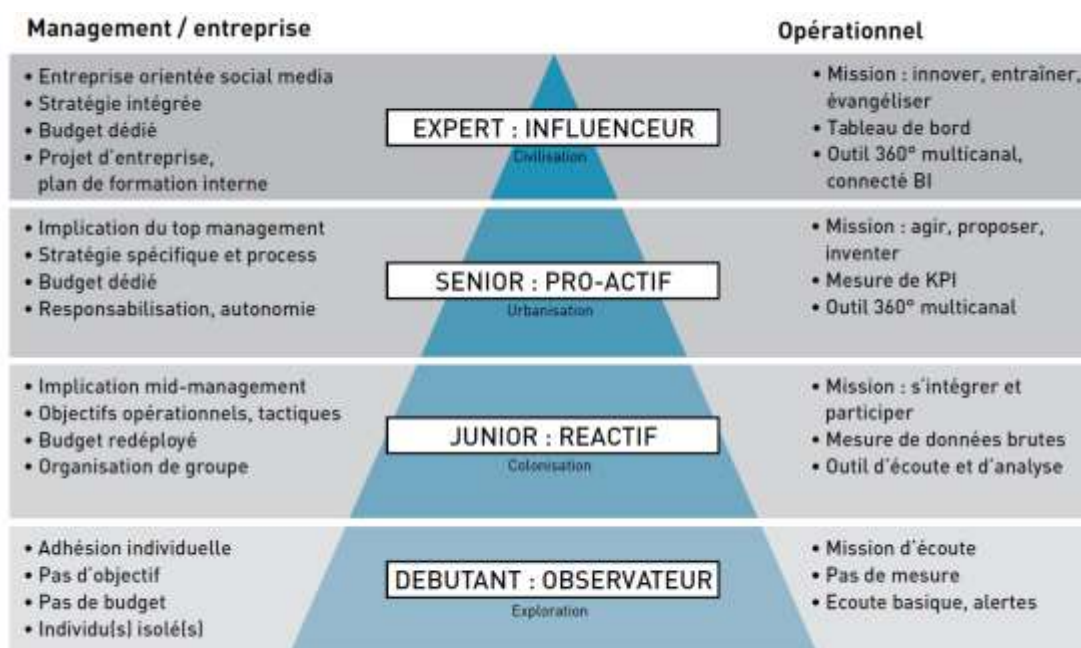 Management / entreprise
Opérationnel
• Entreprise orientée social media
• Stratégie intégrée
• Budget dédié
• Projet d'entreprise,
plan de formation interne
EXPERT : INFLUENCEUR
Civilisation
• Mission : innover, entraîner,
évangéliser
• Tableau de bord
• Outil 360° multicanal,
connecté BI
• Implication du top management
• Stratégie spécifique et process
• Budget dédié
• Responsabilisation, autonomie
SENIOR : PRO-ACTIF
Urbanisation
• Mission : agir, proposer,
inventer
• Mesure de KPI
• Outil 360° multicanal
• Implication mid-management
• Objectifs opérationnels, tactiques
• Budget redéployé
• Organisation de groupe
JUNIOR : REACTIF
Colonisation
• Mission : s'intégrer et
participer
• Mesure de données brutes
• Outil d'écoute et d'analyse
• Adhésion individuelle
• Pas d'objectif
• Pas de budget
• Individu(s) isolé(s)
DEBUTANT : OBSERVATEUR
Exploration
• Mission d'écoute
• Pas de mesure
• Ecoute basique, alertes